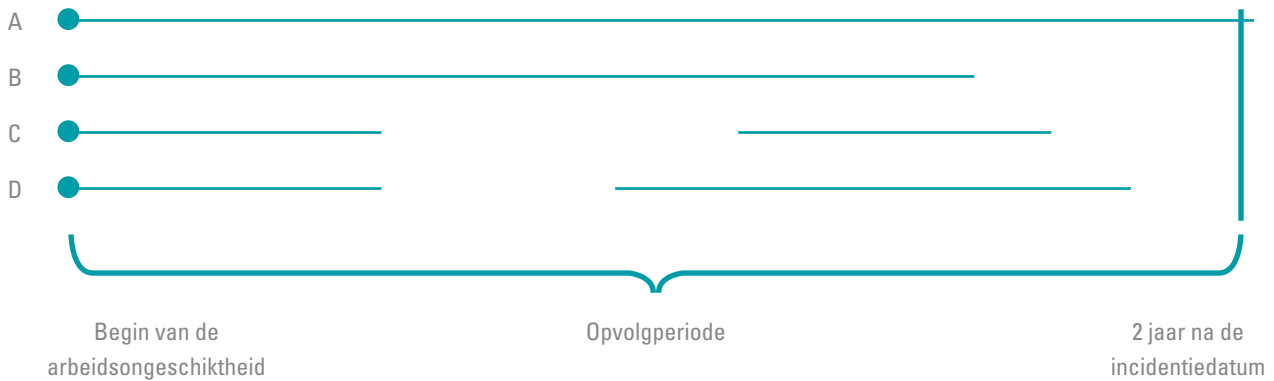 A
B
C
D
Begin van de
arbeidsongeschiktheid
Opvolgperiode
2 jaar na de
incidentiedatum